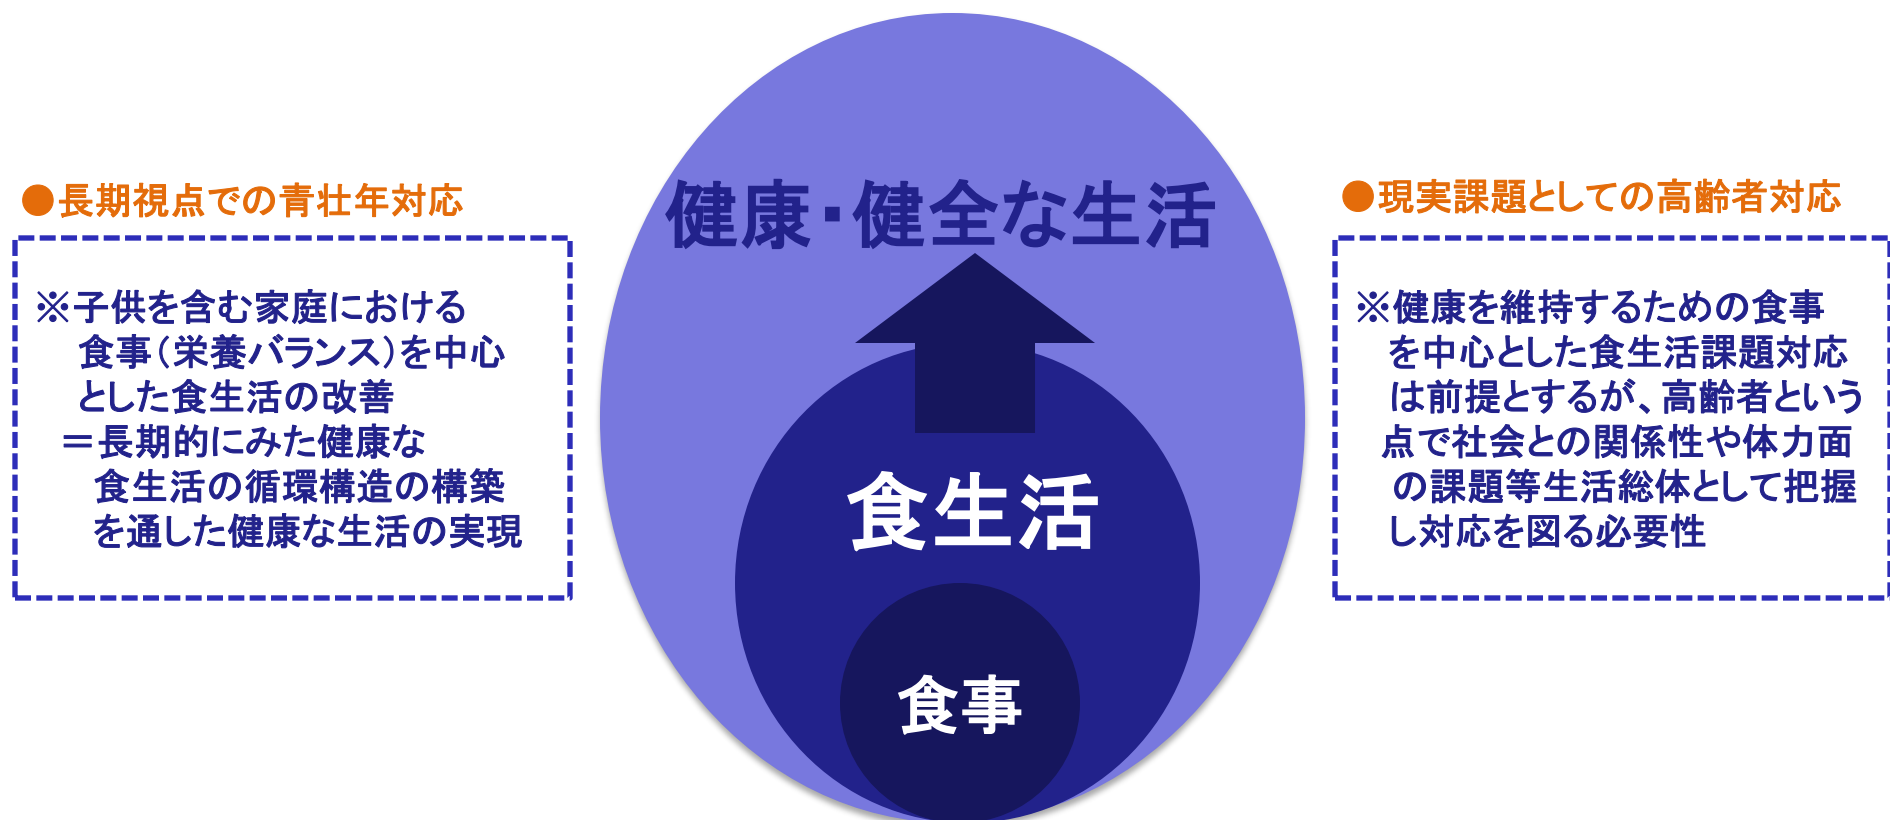 ●長期視点での青壮年対応
※子供を含む家庭における
食事(栄養バランス)を中心
とした食生活の改善
＝長期的にみた健康な
食生活の循環構造の構築
を通した健康な生活の実現
健康・健全な生活
食生活
食事
●現実課題としての高齢者対応
※健康を維持するための食事
を中心とした食生活課題対応
は前提とするが、高齢者という
点で社会との関係性や体力面
の課題等生活総体として把握
し対応を図る必要性